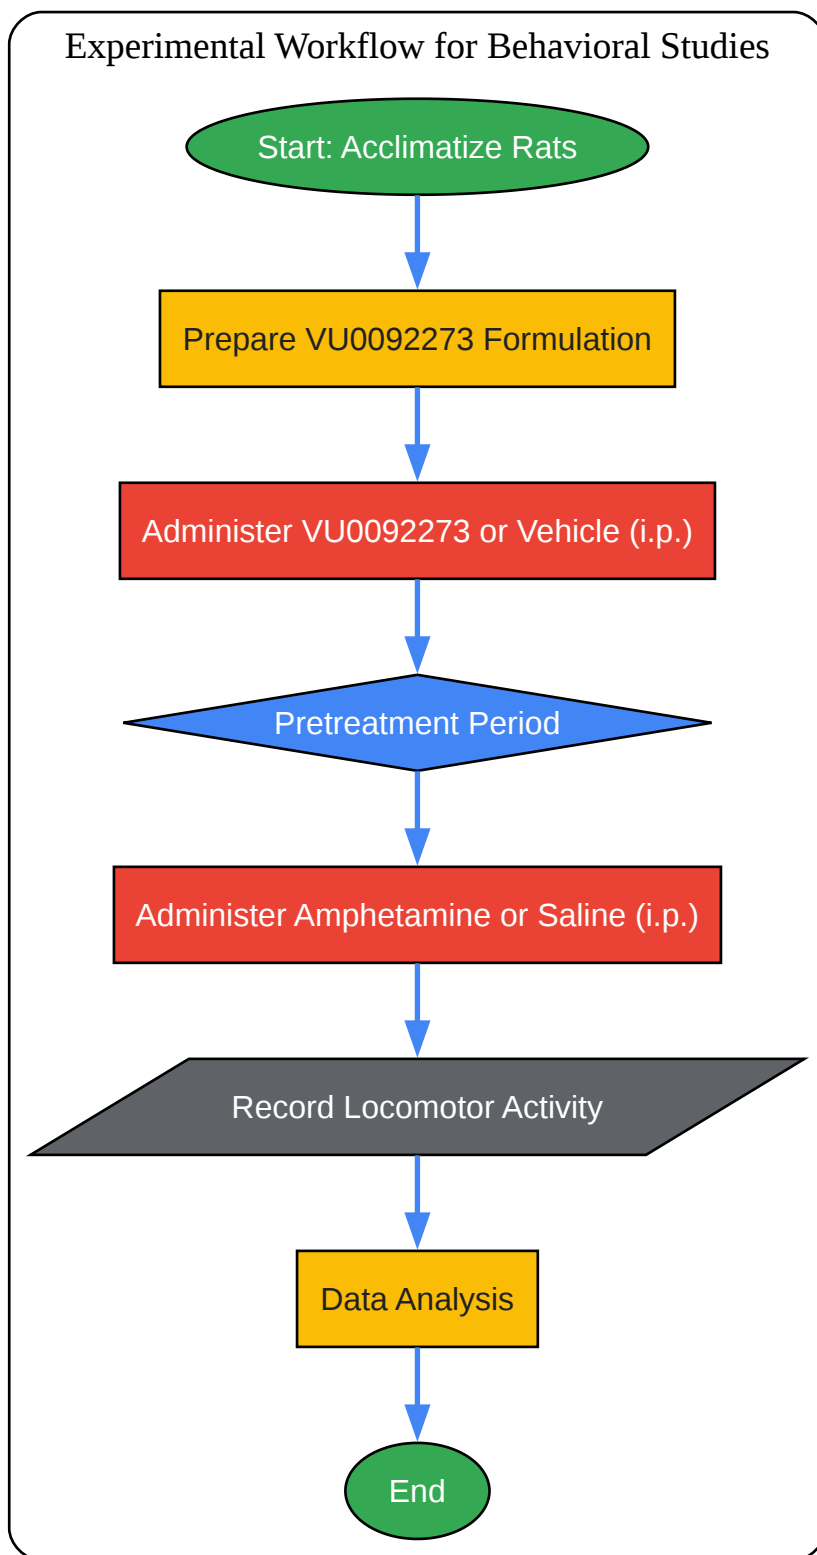 Experimental Workflow for Behavioral Studies
Start: Acclimatize Rats
Prepare VU0092273 Formulation
Administer VU0092273 or Vehicle (i.p.)
Pretreatment Period
Administer Amphetamine or Saline (i.p.)
Record Locomotor Activity
Data Analysis
End